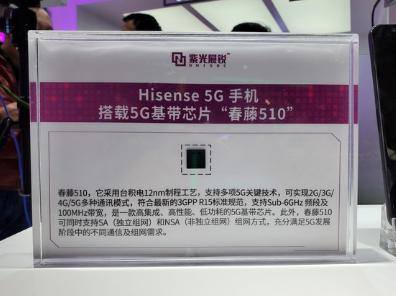 紫光展锐™
UNISOC
Hisense 5G 手机
搭载5G基带芯片“春藤510”
春藤510，它采用台积电12nm制程工艺，支持多项5G关键技术，可实现2G/3G/
4G/5G多种通讯模式，符合最新的3GPP R15标准规范，支持Sub-6GHz 频段及
100MHz带宽，是一款高集成、高性能、低功耗的5G基带芯片。此外，春藤510
可同时支持SA（独立组网）和NSA（非独立组网）组网方式，充分满足5G发展
阶段中的不同通信及组网需求。